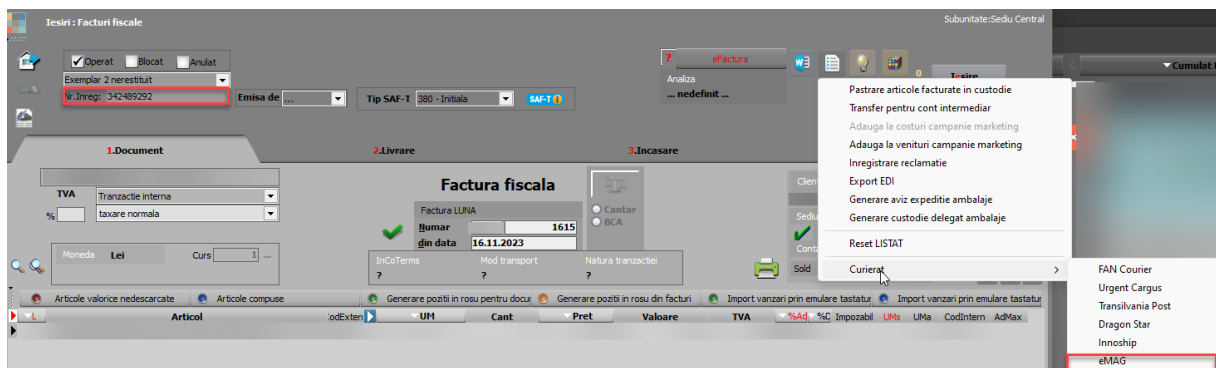 Iesiri : Facturi fiscale
Subunitate:Sediu Central
Operat Blocat Anulat
Exemplar 2 nerestituit
Nr.Inreg: 342489292
Emisa de ...
Tip SAF-T 380 - Initiala
SAF-T
? eFactura
Analiza
... nedefinit ...
0
Iesire
Cumulat
1.Document
2.Livrare
3.Incasare
TVA Tranzactie interna
% taxare normala
Factura fiscala
Factura LUNA
Numar 1615
din data 16.11.2023
Cantar
BCA
Client
Sediu
Conta
Sold
Moneda Lei Curs 1 ...
InCoTerms Mod transport Natura tranzactiei
? ? ?
Articole valorice nedescarcate
Articole compuse
Generare pozitii in rosu pentru docu
Generare pozitii in rosu din facturi
Import vanzari prin emulare tastatur
Import vanzari prin emulare tastatur
L Articol CodExtern UM Cant Pret Valoare TVA %Ad %D Impozabil UMs UMa CodIntern AdMax
Pastrare articole facturate in custodie
Transfer pentru cont intermediar
Adauga la costuri campanie marketing
Adauga la venituri campanie marketing
Inregistrare reclamatie
Export EDI
Generare aviz expeditie ambalaje
Generare custodie delegat ambalaje
Reset LISTAT
Curierat
FAN Courier
Urgent Cargus
Transilvania Post
Dragon Star
Innoship
eMAG